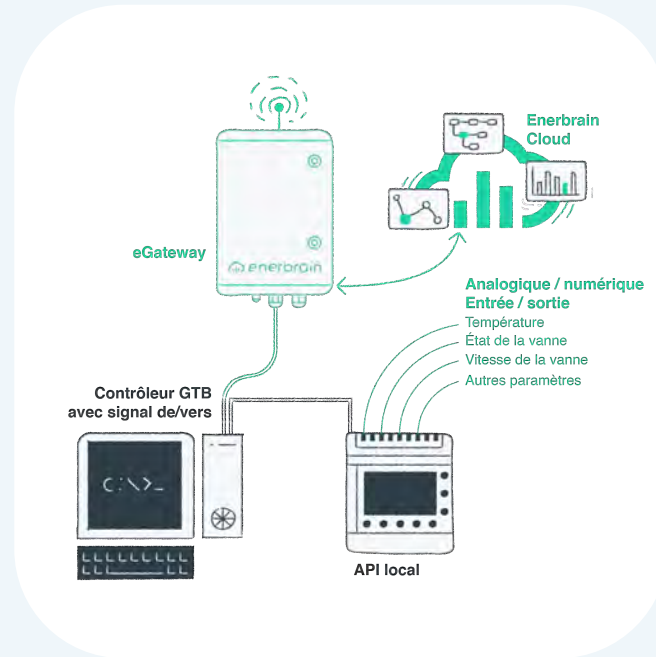 Enerbrain
Cloud
eGateway
enerbrain
Analogique / numérique
Entrée / sortie
Température
État de la vanne
Vitesse de la vanne
Autres paramètres
Contrôleur GTB
avec signal de/vers
C:\>_
API local